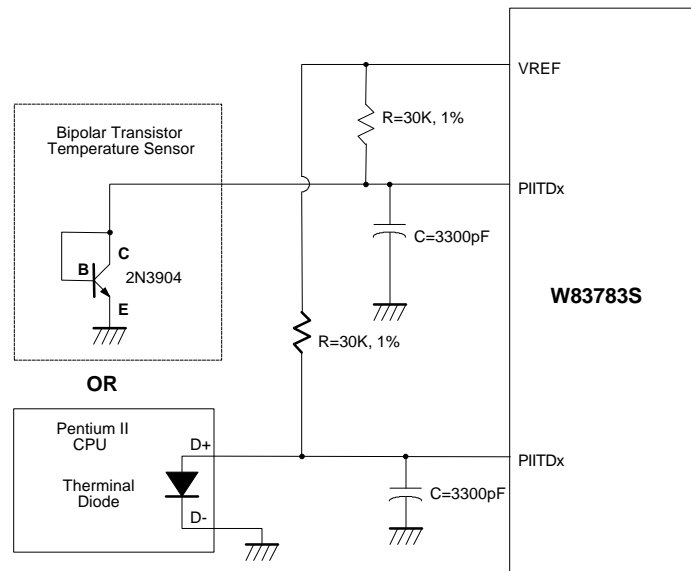 VREF
R=30K, 1%
Bipolar Transistor
Temperature Sensor
PIITDx
C
B
2N3904
E
C=3300pF
W83783S
R=30K, 1%
OR
Pentium II
CPU
D+
PIITDx
Therminal
Diode
C=3300pF
D-